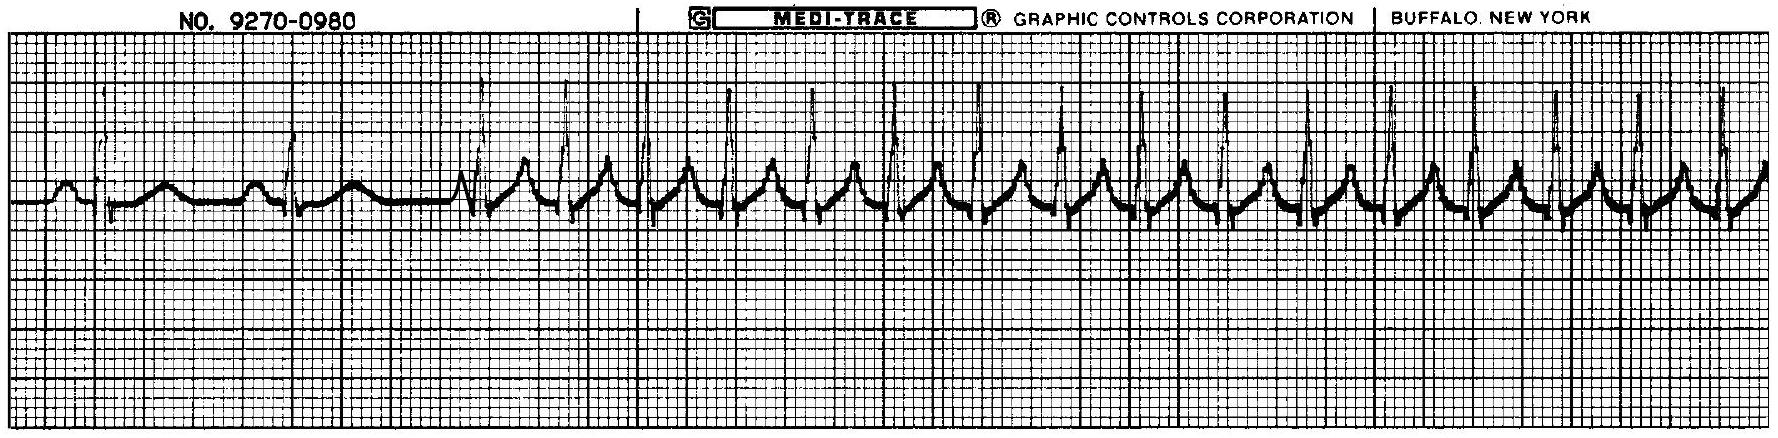 NO. 9270-0980 G MEDI-TRACE ® GRAPHIC CONTROLS CORPORATION BUFFALO, NEW YORK